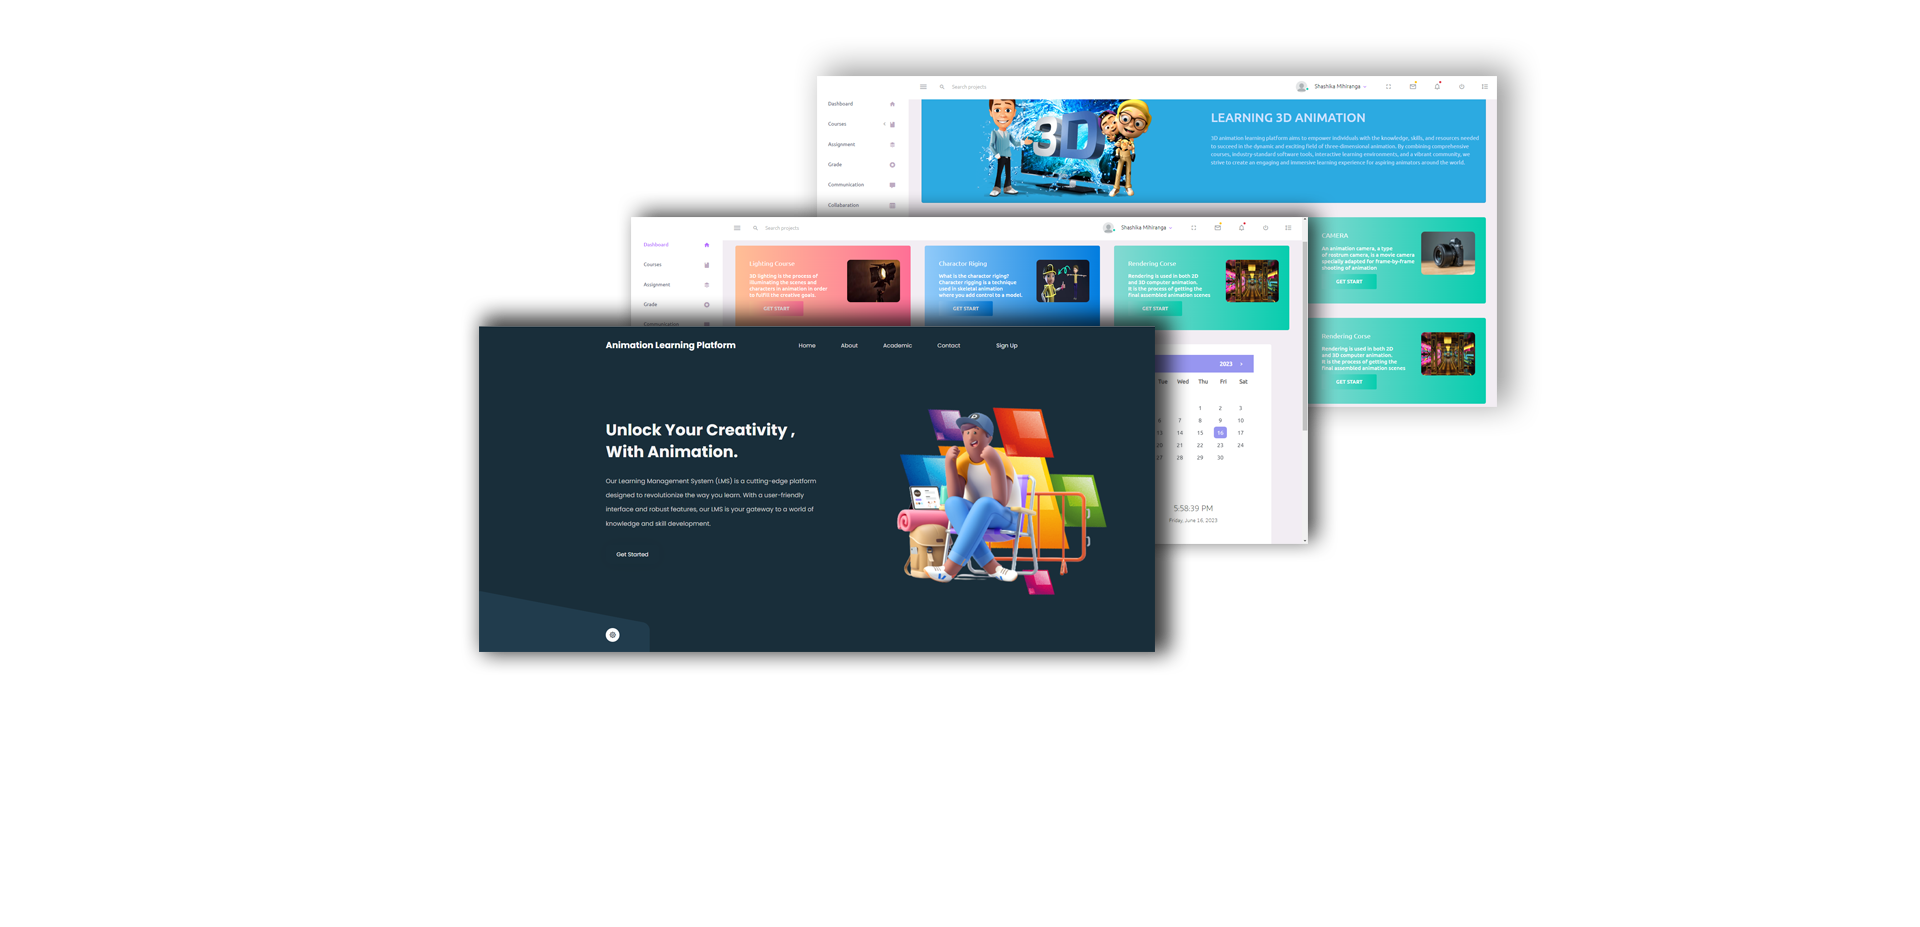 Search projects
Shashika Mihiranga
Dashboard
Courses
Assignment
Grade
Communication
Collabaration
3D
LEARNING 3D ANIMATION
3D animation learning platform aims to empower individuals with the knowledge, skills, and resources needed
to succeed in the dynamic and exciting field of three-dimensional animation. By combining comprehensive
courses, industry-standard software tools, interactive learning environments, and a vibrant community, we
strive to create an engaging and immersive learning experience for aspiring animators around the world.
CAMERA
An animation camera, a type
of rostrum camera, is a movie camera
specially adapted for frame-by-frame
shooting of animation
GET START
Rendering Corse
Rendering is used in both 2D
and 3D computer animation.
It is the process of getting the
final assembled animation scenes
GET START
Search projects
Shashika Mihiranga
Dashboard
Courses
Assignment
Grade
Communication
Lighting Course
3D lighting is the process of
illuminating the scenes and
characters in animation in order
to fulfil the creative goals.
GET START
Charactor Riging
What is the character riging?
Character rigging is a technique
used in skeletal animation
where you add control to a model.
GET START
Rendering Corse
Rendering is used in both 2D
and 3D computer animation.
It is the process of getting the
final assembled animation scenes
GET START
2023
Tue Wed Thu Fri Sat
1 2 3
6 7 8 9 10
13 14 15 16 17
20 21 22 23 24
27 28 29 30
5:58:39 PM
Friday, June 16, 2023
Animation Learning Platform
Home
About
Academic
Contact
Sign Up
Unlock Your Creativity ,
With Animation.
Our Learning Management System (LMS) is a cutting-edge platform
designed to revolutionize the way you learn. With a user-friendly
interface and robust features, our LMS is your gateway to a world of
knowledge and skill development.
Get Started